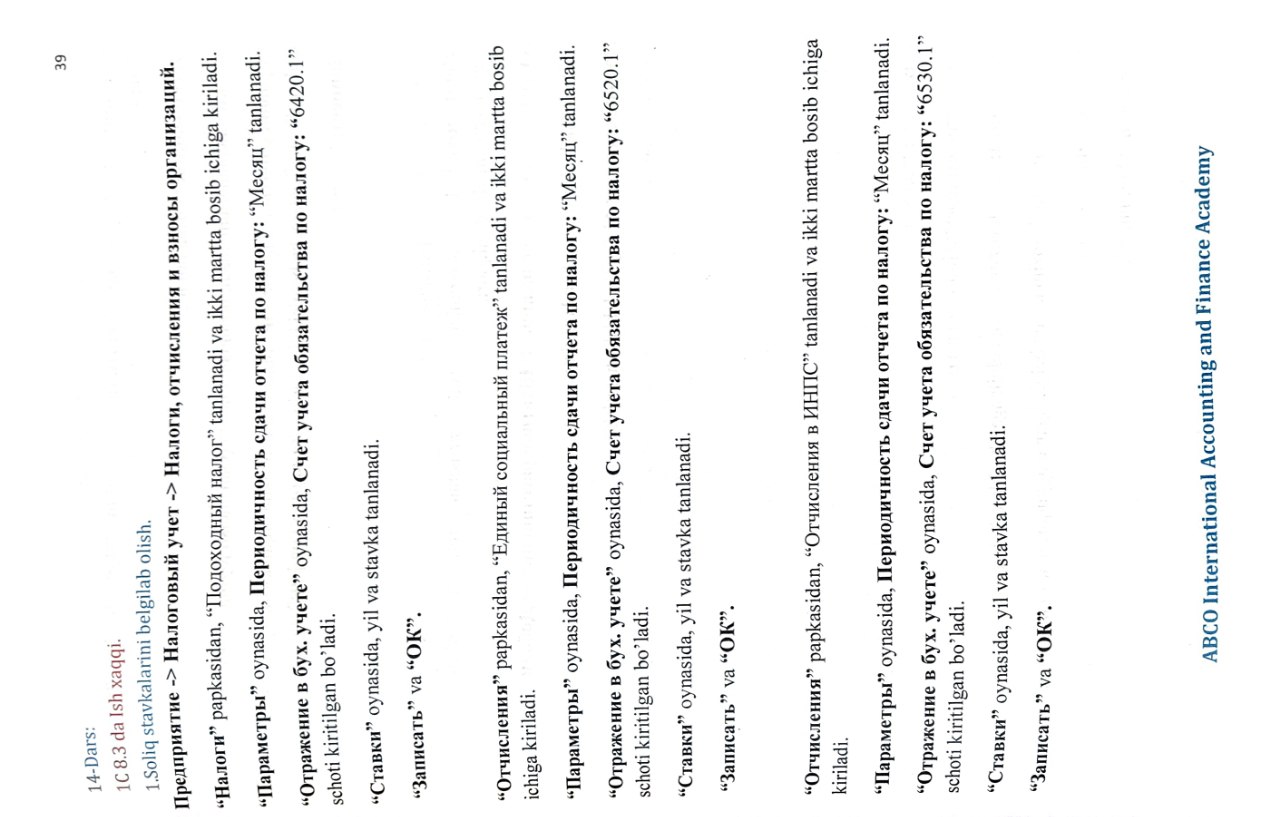 39
14-Dars:
1C 8.3 da Ish xaqqi.
1.Soliq stavkalarini belgilab olish.
Предприятие -> Налоговый учет -> Налоги, отчисления и взносы организаций.
“Налоги” papkasidan, “Подоходный налог” tanlanadi va ikki martta bosib ichiga kiriladi.
“Параметры” oynasida, Периодичность сдачи отчета по налогу: “Месяц” tanlanadi.
“Отражение в бух. учете” oynasida, Счет учета обязательства по налогу: “6420.1”
schoti kiritilgan bo’ladi.
“Ставки” oynasida, yil va stavka tanlanadi.
“Записать” va “ОК”.
“Отчисления” papkasidan, “Единый социальный платеж” tanlanadi va ikki martta bosib
ichiga kiriladi.
“Параметры” oynasida, Периодичность сдачи отчета по налогу: “Месяц” tanlanadi.
“Отражение в бух. учете” oynasida, Счет учета обязательства по налогу: “6520.1”
schoti kiritilgan bo’ladi.
“Ставки” oynasida, yil va stavka tanlanadi.
“Записать” va “ОК”.
“Отчисления” papkasidan, “Отчисления в ИНПС” tanlanadi va ikki martta bosib ichiga
kiriladi.
“Параметры” oynasida, Периодичность сдачи отчета по налогу: “Месяц” tanlanadi.
“Отражение в бух. учете” oynasida, Счет учета обязательства по налогу: “6530.1”
schoti kiritilgan bo’ladi.
“Ставки” oynasida, yil va stavka tanlanadi.
“Записать” va “ОК”.
ABCO International Accounting and Finance Academy